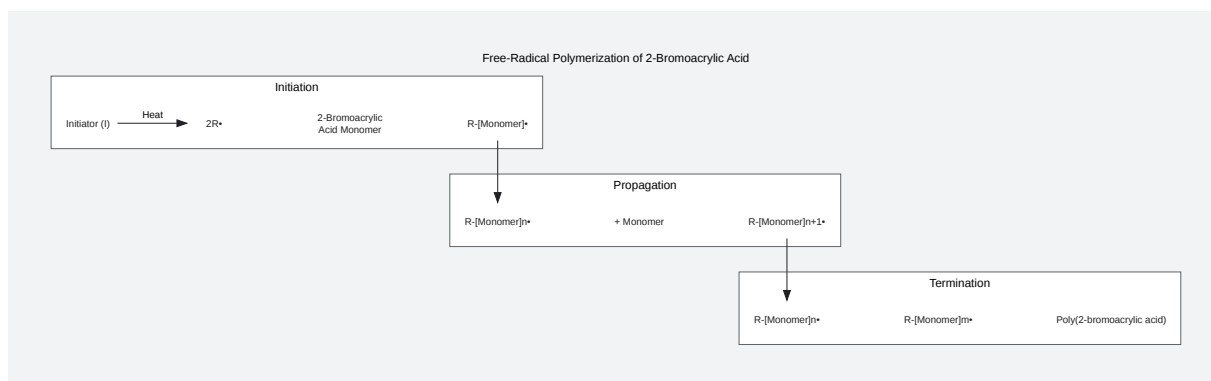 Free-Radical Polymerization of 2-Bromoacrylic Acid
Initiation
Initiator (I)
Heat
2R•
2-Bromoacrylic
Acid Monomer
R-[Monomer]•
Propagation
R-[Monomer]n•
+ Monomer
R-[Monomer]n+1•
Termination
R-[Monomer]n•
R-[Monomer]m•
Poly(2-bromoacrylic acid)